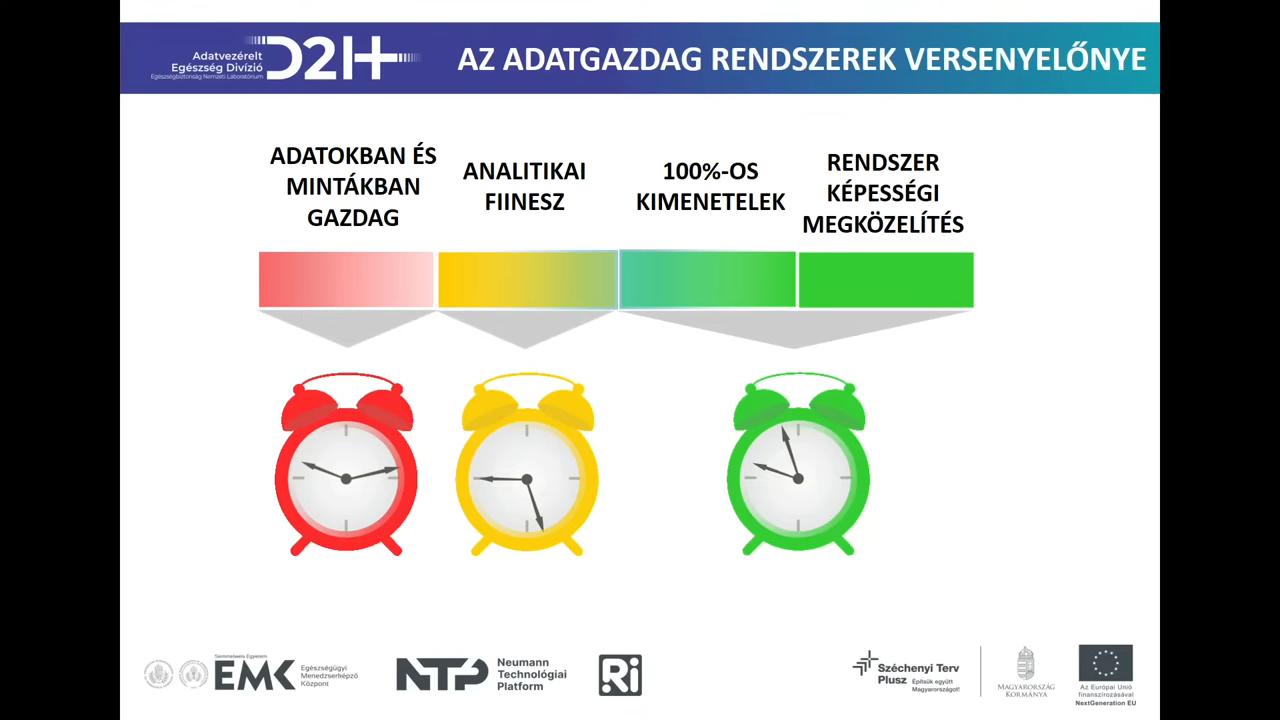 Adatvezérelt
Egészség Divízió
Egészségbiztonság Nemzeti Laboratórium
D2H
AZ ADATGAZDAG RENDSZEREK VERSENYELŐNYE
ADATOKBAN ÉS
MINTÁKBAN
GAZDAG
ANALITIKAI
FIINESZ
100%-OS
KIMENETELEK
RENDSZER
KÉPESSÉGI
MEGKÖZELÍTÉS
Semmelweis Egyetem
EMK
Egészségügyi
Menedzserképző
Központ
NTP
Neumann
Technológiai
Platform
Ri
Széchenyi Terv
Plusz
Építsük együtt
Magyarországot!
MAGYARORSZÁG
KORMÁNYA
Az Európai Unió
finanszírozásával
NextGeneration EU